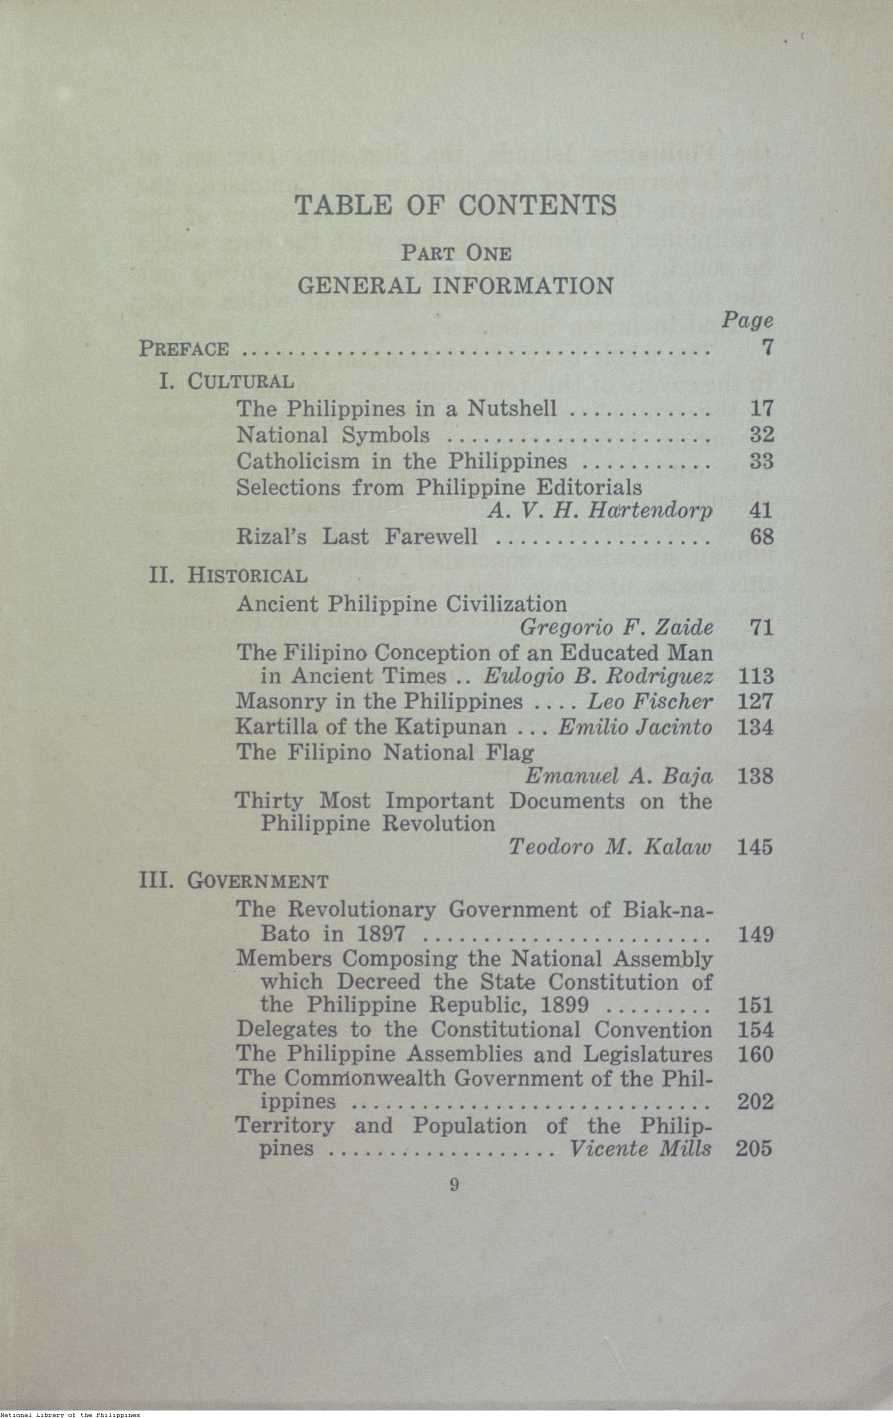 TABLE OF CONTENTS
PART ONE
GENERAL INFORMATION
Page
PREFACE ........................................ 7
I. CULTURAL
The Philippines in a Nutshell ............ 17
National Symbols ...................... 32
Catholicism in the Philippines ........... 33
Selections from Philippine Editorials
A. V. H. Hartendorp 41
Rizal's Last Farewell .................. 68
II. HISTORICAL
Ancient Philippine Civilization
Gregorio F. Zaide 71
The Filipino Conception of an Educated Man
in Ancient Times .. Eulogio B. Rodriguez 113
Masonry in the Philippines .... Leo Fischer 127
Kartilla of the Katipunan ... Emilio Jacinto 134
The Filipino National Flag
Emanuel A. Baja 138
Thirty Most Important Documents on the
Philippine Revolution
Teodoro M. Kalaw 145
III. GOVERNMENT
The Revolutionary Government of Biak-na-
Bato in 1897 ........................ 149
Members Composing the National Assembly
which Decreed the State Constitution of
the Philippine Republic, 1899 ......... 151
Delegates to the Constitutional Convention 154
The Philippine Assemblies and Legislatures 160
The Commonwealth Government of the Phil-
ippines ............................... 202
Territory and Population of the Philip-
pines ................... Vicente Mills 205
9
National Library of the Philippines